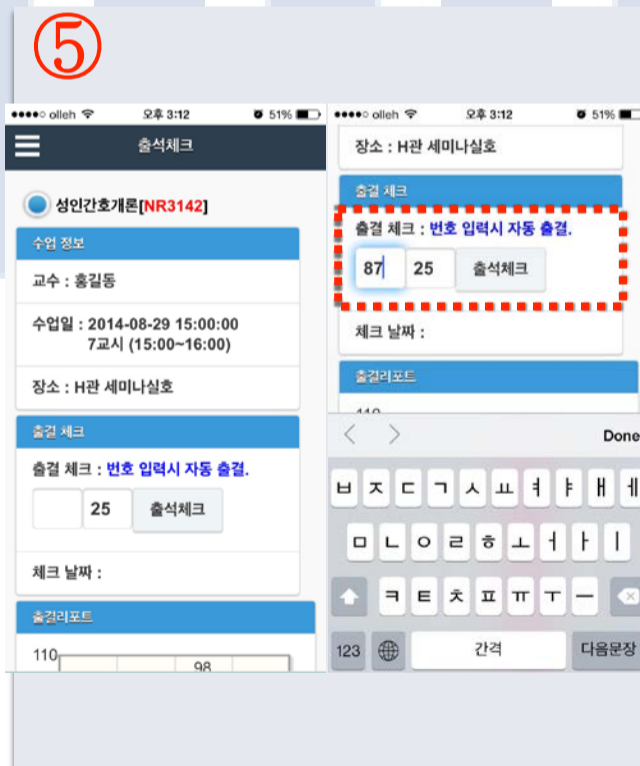 ⑤
olleh 오후 3:12 51%
출석체크
성인간호개론[NR3142]
수업 정보
교수 : 홍길동
수업일 : 2014-08-29 15:00:00
7교시 (15:00~16:00)
장소 : H관 세미나실호
출결 체크
출결 체크 : 번호 입력시 자동 출결.
25 출석체크
체크 날짜 :
출결리포트
110
98
olleh 오후 3:12 51%
장소 : H관 세미나실호
출결 체크
출결 체크 : 번호 입력시 자동 출결.
87 25 출석체크
체크 날짜 :
출결리포트
110
Done
ㅂ ㅈ ㄷ ㄱ ㅅ ㅛ ㅕ ㅑ ㅐ ㅔ
ㅁ ㄴ ㅇ ㄹ ㅎ ㅗ ㅓ ㅏ ㅣ
ㅋ ㅌ ㅊ ㅍ ㅠ ㅜ ㅡ
123 간격 다음문장